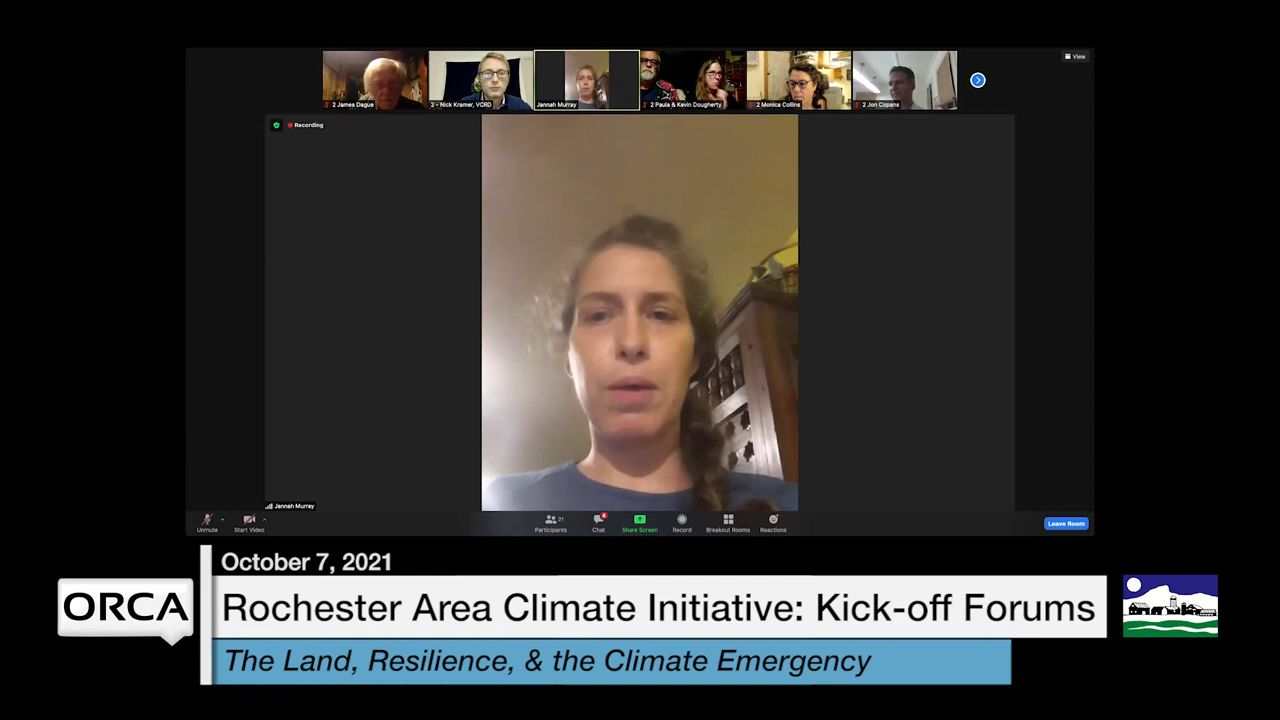 View
2 James Dague
2 - Nick Kramer, VCRD
Jannah Murray
2 Paula & Kevin Dougherty
2 Monica Collins
2 Jon Copans
Recording
Jannah Murray
Unmute
Start Video
Participants
21
Chat
4
Share Screen
Record
Breakout Rooms
Reactions
Leave Room
October 7, 2021
ORCA
Rochester Area Climate Initiative: Kick-off Forums
The Land, Resilience, & the Climate Emergency